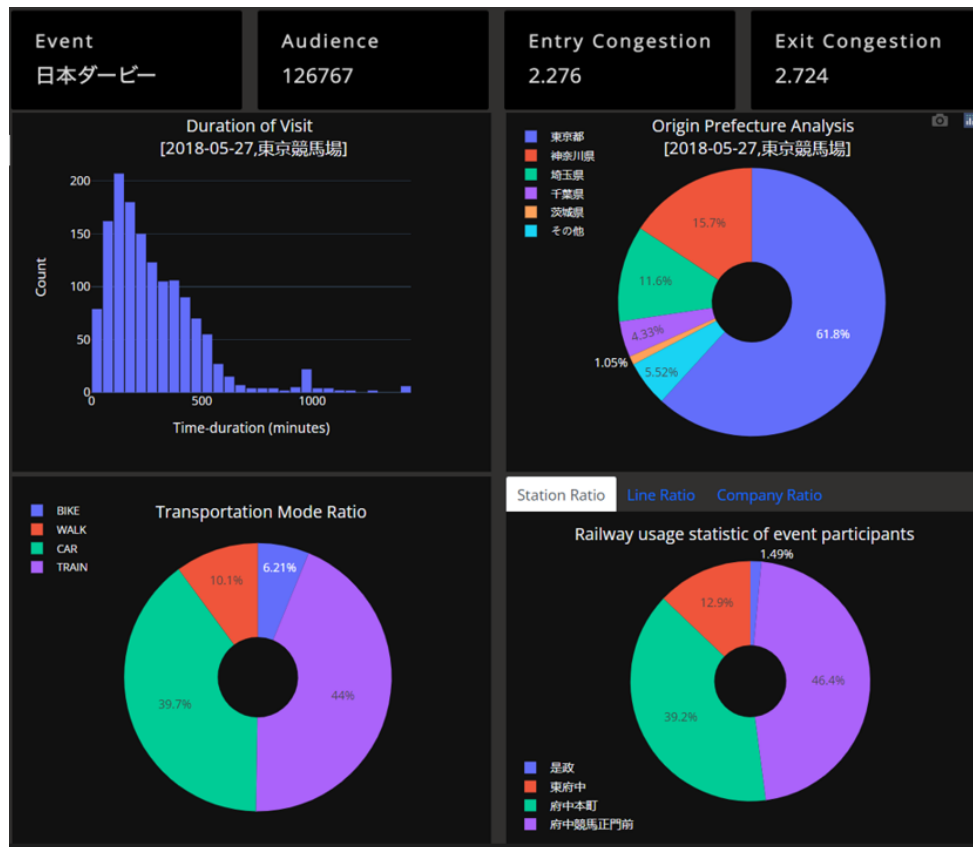 Event
日本ダービー
Audience
126767
Entry Congestion
2.276
Exit Congestion
2.724
Duration of Visit
[2018-05-27,東京競馬場]
Count
200
150
100
50
0
0
500
1000
Time-duration (minutes)
Origin Prefecture Analysis
[2018-05-27,東京競馬場]
東京都
神奈川県
埼玉県
千葉県
茨城県
その他
15.7%
11.6%
4.33%
1.05%
5.52%
61.8%
Transportation Mode Ratio
BIKE
WALK
CAR
TRAIN
10.1%
6.21%
39.7%
44%
Station Ratio
Line Ratio
Company Ratio
Railway usage statistic of event participants
1.49%
12.9%
46.4%
39.2%
是政
東府中
府中本町
府中競馬正門前